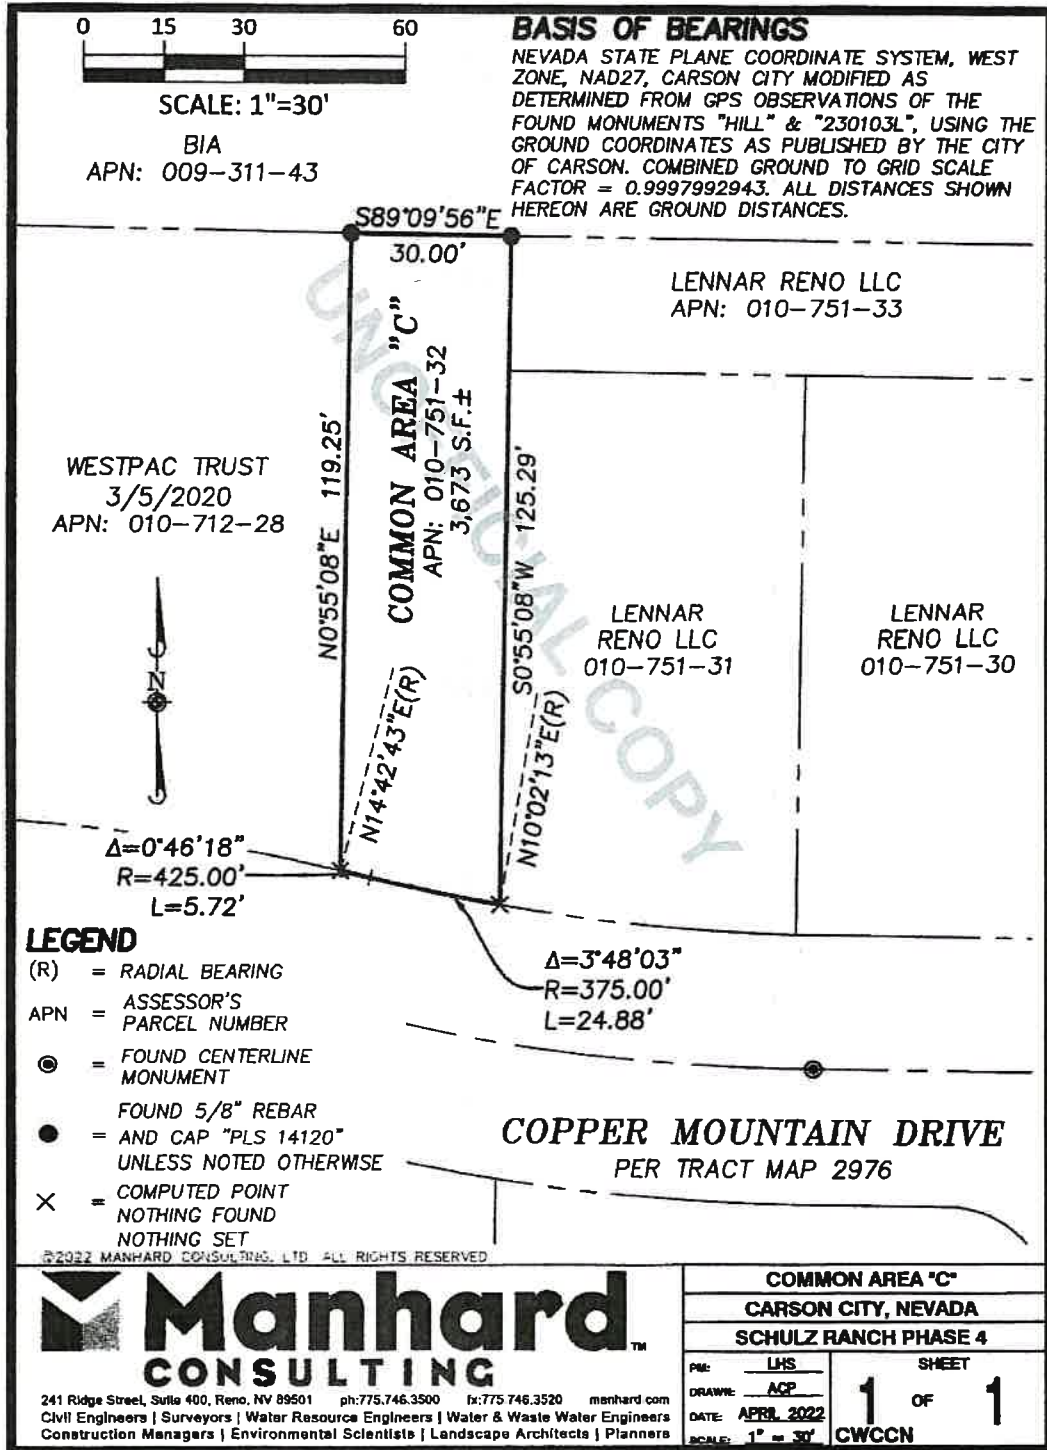 0 15 30 60
SCALE: 1"=30'
BIA
APN: 009-311-43
BASIS OF BEARINGS
NEVADA STATE PLANE COORDINATE SYSTEM, WEST
ZONE, NAD27, CARSON CITY MODIFIED AS
DETERMINED FROM GPS OBSERVATIONS OF THE
FOUND MONUMENTS "HILL" & "230103L", USING THE
GROUND COORDINATES AS PUBLISHED BY THE CITY
OF CARSON. COMBINED GROUND TO GRID SCALE
FACTOR = 0.9997992943. ALL DISTANCES SHOWN
HEREON ARE GROUND DISTANCES.
S89°09'56"E
30.00'
LENNAR RENO LLC
APN: 010-751-33
COMMON AREA "C"
APN: 010-751-32
3,673 S.F.±
N0°55'08"E 119.25'
S0°55'08"W 125.29'
WESTPAC TRUST
3/5/2020
APN: 010-712-28
LENNAR
RENO LLC
010-751-31
LENNAR
RENO LLC
010-751-30
N
N14°42'43"E(R)
N10°02'13"E(R)
UNOFFICIAL COPY
Δ=0°46'18"
R=425.00'
L=5.72'
Δ=3°48'03"
R=375.00'
L=24.88'
LEGEND
(R) = RADIAL BEARING
APN = ASSESSOR'S
PARCEL NUMBER
= FOUND CENTERLINE
MONUMENT
FOUND 5/8" REBAR
= AND CAP "PLS 14120"
UNLESS NOTED OTHERWISE
= COMPUTED POINT
NOTHING FOUND
NOTHING SET
COPPER MOUNTAIN DRIVE
PER TRACT MAP 2976
©2022 MANHARD CONSULTING, LTD ALL RIGHTS RESERVED
Manhard™
CONSULTING
241 Ridge Street, Suite 400, Reno, NV 89501 ph:775.746.3500 fx:775 746.3520 manhard com
Civil Engineers | Surveyors | Water Resource Engineers | Water & Waste Water Engineers
Construction Managers | Environmental Scientists | Landscape Architects | Planners
COMMON AREA "C"
CARSON CITY, NEVADA
SCHULZ RANCH PHASE 4
PM: LHS
DRAWN: ACP
DATE: APRIL 2022
SCALE: 1" = 30'
SHEET
1 OF 1
CWCCN